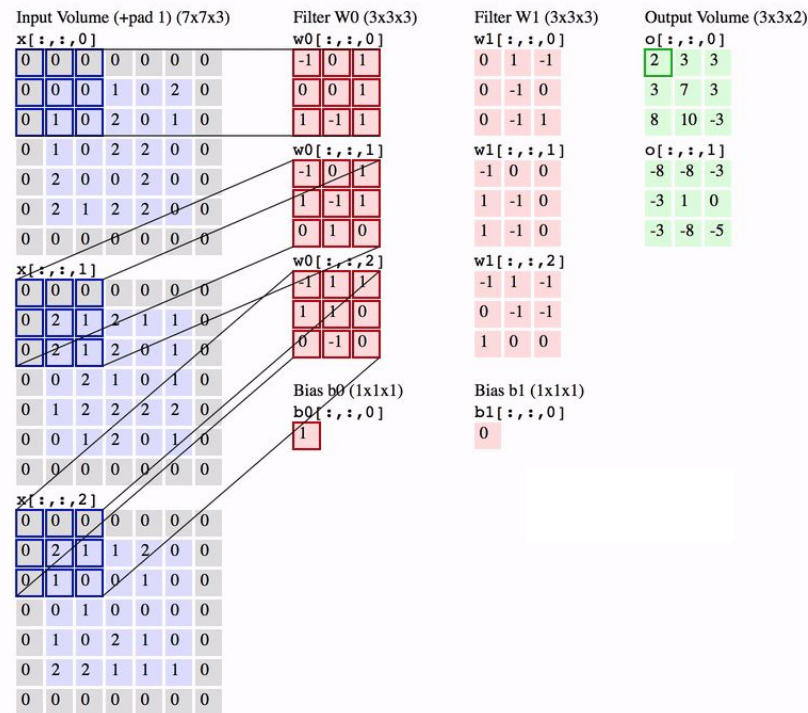 Input Volume (+pad 1) (7x7x3)
x[:,:,0]
0 0 0 0 0 0 0
0 0 0 1 0 2 0
0 1 0 2 0 1 0
0 1 0 2 2 0 0
0 2 0 0 2 0 0
0 2 1 2 2 0 0
0 0 0 0 0 0 0
x[:,:,1]
0 0 0 0 0 0 0
0 2 1 2 1 1 0
0 2 1 2 0 1 0
0 0 2 1 0 1 0
0 1 2 2 2 2 0
0 0 1 2 0 1 0
0 0 0 0 0 0 0
x[:,:,2]
0 0 0 0 0 0 0
0 2 1 1 2 0 0
0 1 0 0 1 0 0
0 0 1 0 0 0 0
0 1 0 2 1 0 0
0 2 2 1 1 1 0
0 0 0 0 0 0 0
Filter W0 (3x3x3)
w0[:,:,0]
-1 0 1
0 0 1
1 -1 1
w0[:,:,1]
-1 0 1
1 -1 1
0 1 0
w0[:,:,2]
-1 1 1
1 1 0
0 -1 0
Bias b0 (1x1x1)
b0[:,:,0]
1
Filter W1 (3x3x3)
w1[:,:,0]
0 1 -1
0 -1 0
0 -1 1
w1[:,:,1]
-1 0 0
1 -1 0
1 -1 0
w1[:,:,2]
-1 1 -1
0 -1 -1
1 0 0
Bias b1 (1x1x1)
b1[:,:,0]
0
Output Volume (3x3x2)
o[:,:,0]
2 3 3
3 7 3
8 10 -3
o[:,:,1]
-8 -8 -3
-3 1 0
-3 -8 -5